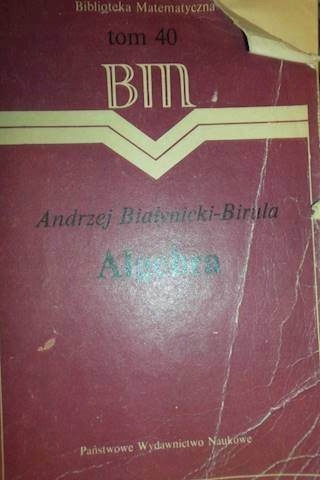 Biblioteka Matematyczna
tom 40
BM
Andrzej Białynicki-Birula
Algebra
Państwowe Wydawnictwo Naukowe